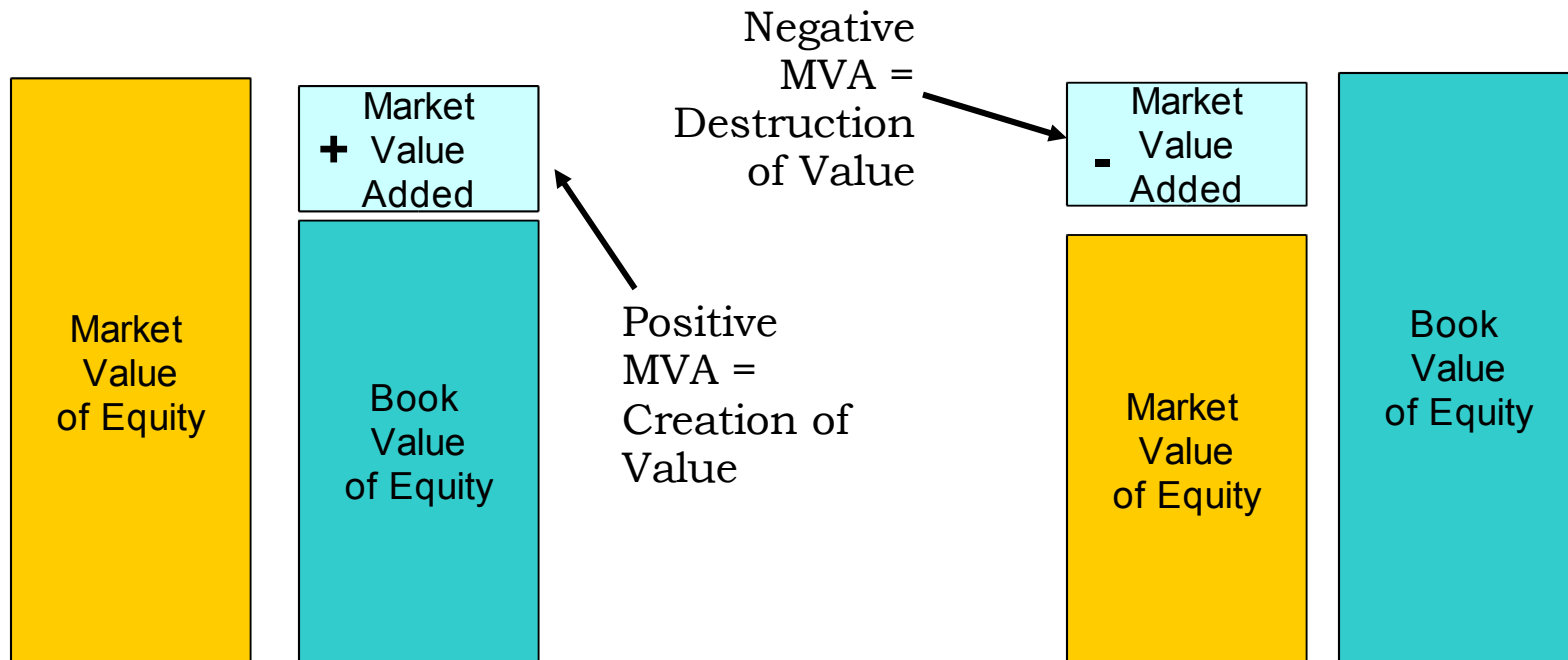 Market
Value
of Equity
+
Market
Value
Added
Book
Value
of Equity
Positive
MVA =
Creation of
Value
Negative
MVA =
Destruction
of Value
-
Market
Value
Added
Market
Value
of Equity
Book
Value
of Equity